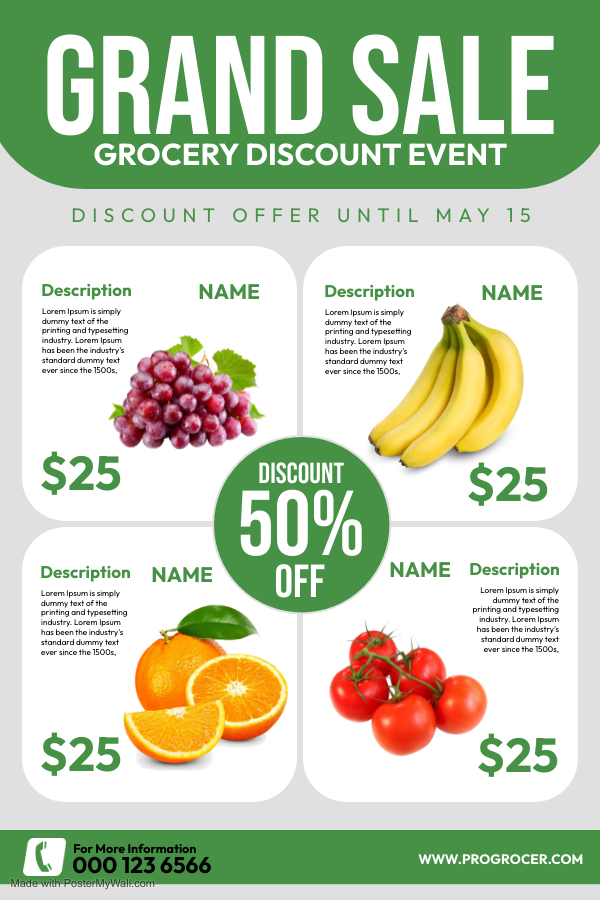 GRAND SALE
GROCERY DISCOUNT EVENT
DISCOUNT OFFER UNTIL MAY 15
Description
NAME
Lorem Ipsum is simply
dummy text of the
printing and typesetting
industry. Lorem Ipsum
has been the industry's
standard dummy text
ever since the 1500s,
$25
Description
NAME
Lorem Ipsum is simply
dummy text of the
printing and typesetting
industry. Lorem Ipsum
has been the industry's
standard dummy text
ever since the 1500s,
$25
DISCOUNT
50%
OFF
Description
NAME
Lorem Ipsum is simply
dummy text of the
printing and typesetting
industry. Lorem Ipsum
has been the industry's
standard dummy text
ever since the 1500s,
$25
NAME
Description
Lorem Ipsum is simply
dummy text of the
printing and typesetting
industry. Lorem Ipsum
has been the industry's
standard dummy text
ever since the 1500s,
$25
For More Information
000 123 6566
WWW.PROGROCER.COM
Made with PosterMyWall.com